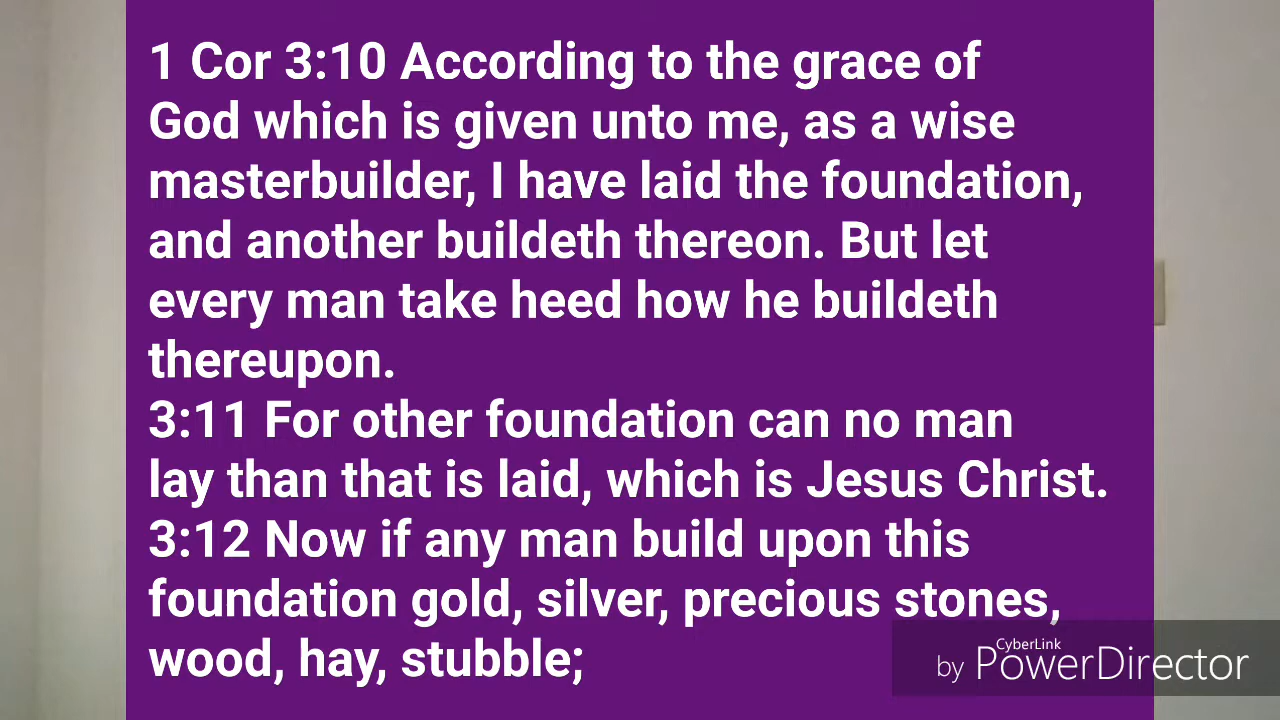 1 Cor 3:10 According to the grace of
God which is given unto me, as a wise
masterbuilder, I have laid the foundation,
and another buildeth thereon. But let
every man take heed how he buildeth
thereupon.
3:11 For other foundation can no man
lay than that is laid, which is Jesus Christ.
3:12 Now if any man build upon this
foundation gold, silver, precious stones,
wood, hay, stubble;
CyberLink
by PowerDirector